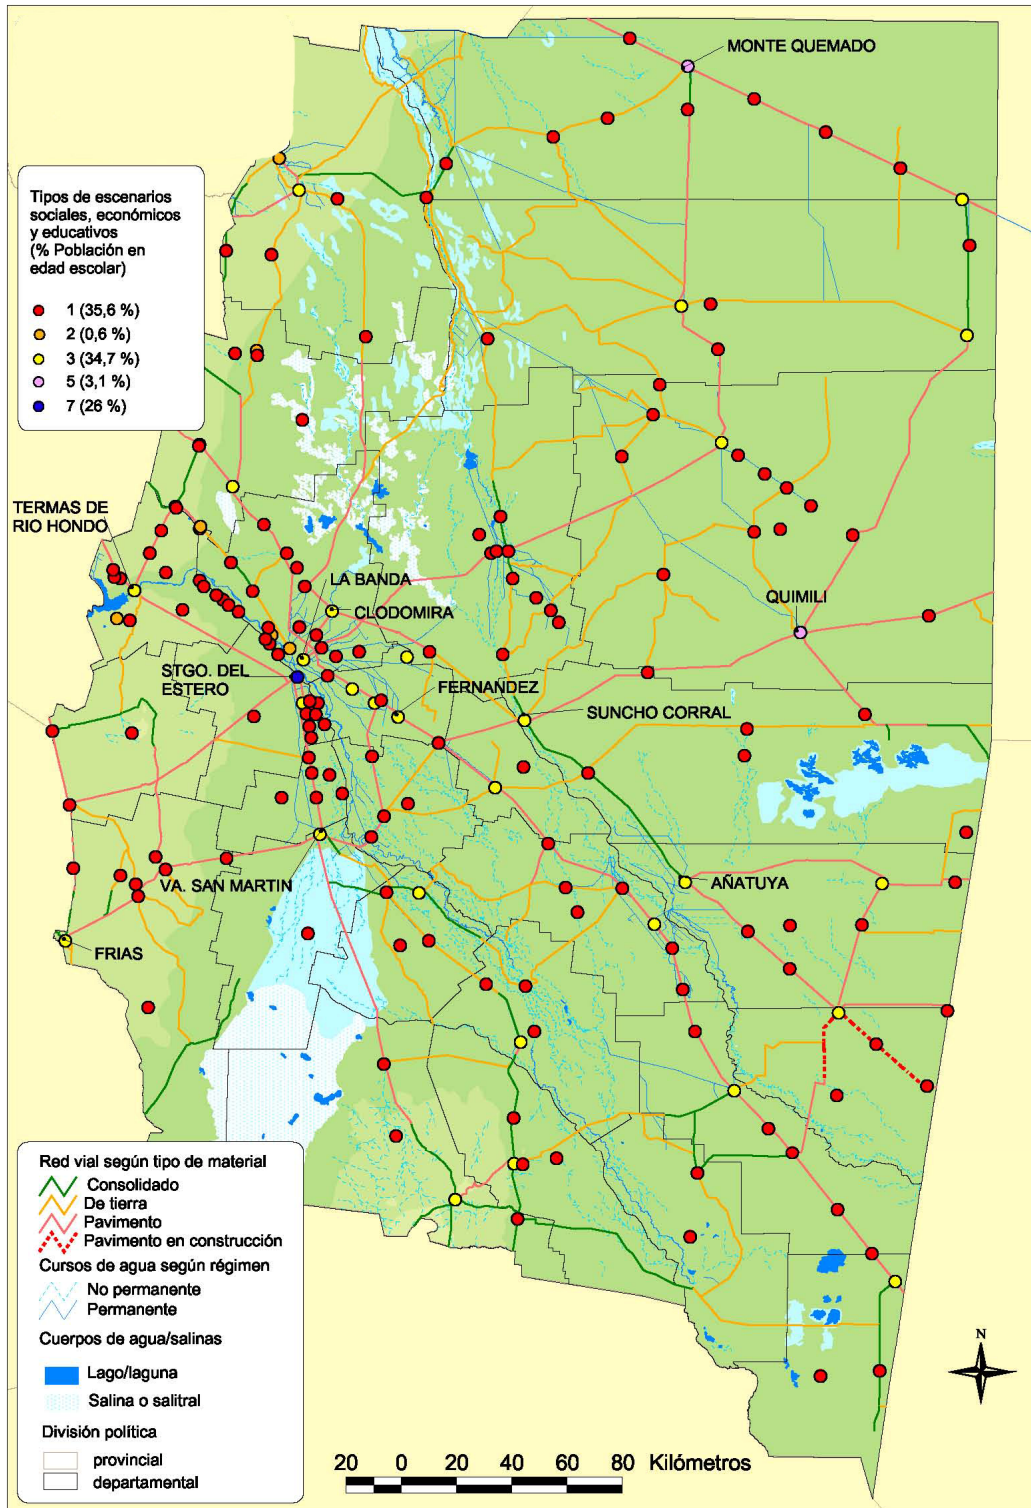 MONTE QUEMADO
Tipos de escenarios
sociales, económicos
y educativos
(% Población en
edad escolar)
1 (35,6 %)
2 (0,6 %)
3 (34,7 %)
5 (3,1 %)
7 (26 %)
TERMAS DE
RIO HONDO
LA BANDA
CLODOMIRA
QUIMILI
STGO. DEL
ESTERO
FERNANDEZ
SUNCHO CORRAL
VA. SAN MARTIN
AÑATUYA
FRIAS
Red vial según tipo de material
Consolidado
De tierra
Pavimento
Pavimento en construcción
Cursos de agua según régimen
No permanente
Permanente
Cuerpos de agua/salinas
Lago/laguna
Salina o salitral
División política
provincial
departamental
N
20 0 20 40 60 80 Kilómetros